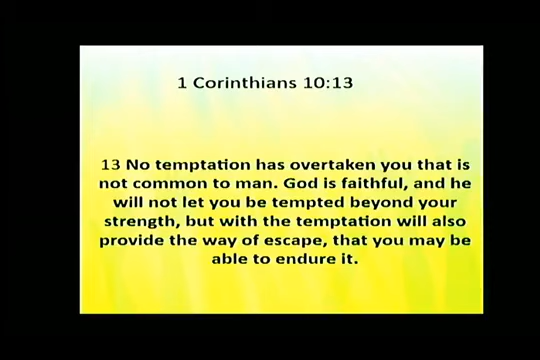 1 Corinthians 10:13
13 No temptation has overtaken you that is
not common to man. God is faithful, and he
will not let you be tempted beyond your
strength, but with the temptation will also
provide the way of escape, that you may be
able to endure it.